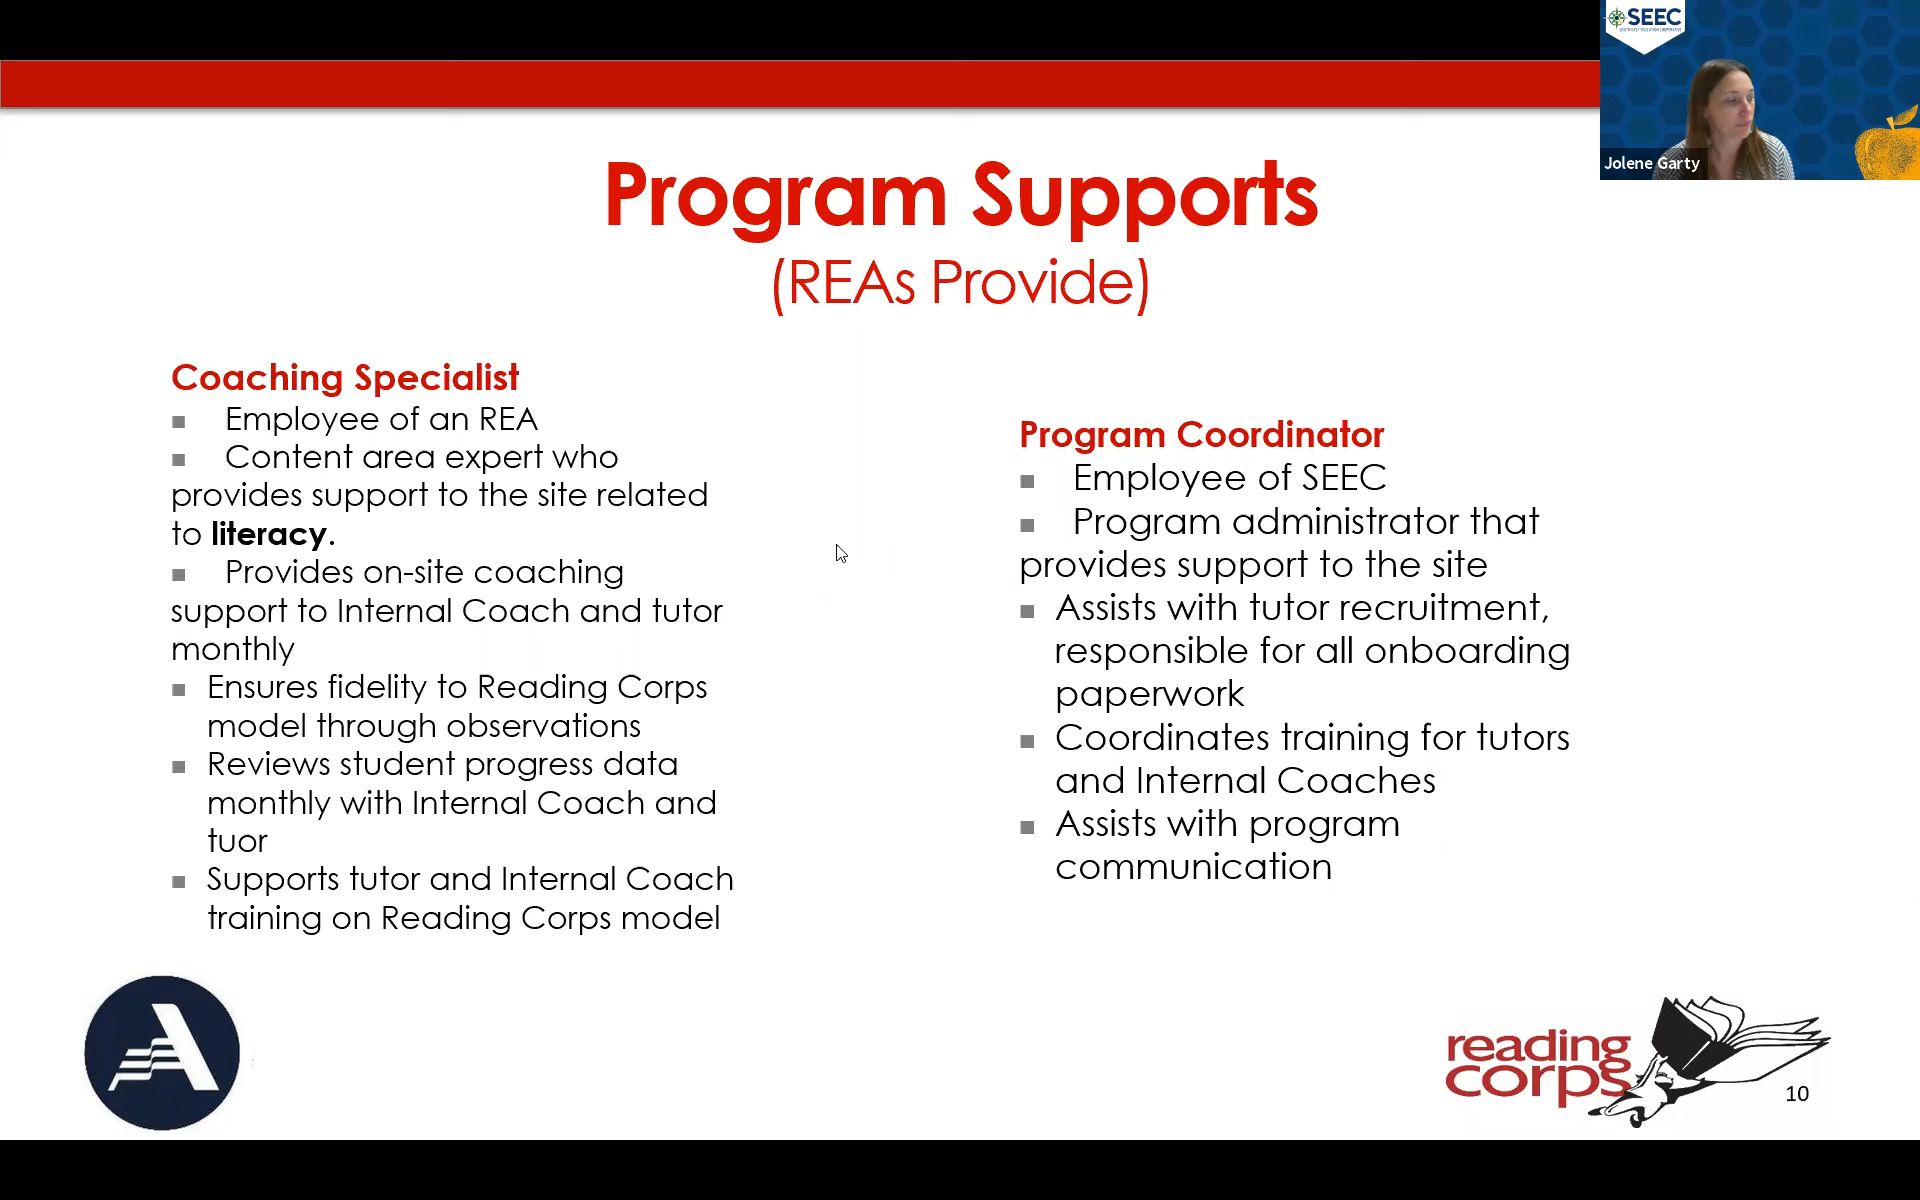 SEEC
SOUTH EAST EDUCATION COOPERATIVE
Jolene Garty
Program Supports
(REAs Provide)
Coaching Specialist
■ Employee of an REA
■ Content area expert who
provides support to the site related
to literacy.
■ Provides on-site coaching
support to Internal Coach and tutor
monthly
■ Ensures fidelity to Reading Corps
model through observations
■ Reviews student progress data
monthly with Internal Coach and
tuor
■ Supports tutor and Internal Coach
training on Reading Corps model
Program Coordinator
■ Employee of SEEC
■ Program administrator that
provides support to the site
■ Assists with tutor recruitment,
responsible for all onboarding
paperwork
■ Coordinates training for tutors
and Internal Coaches
■ Assists with program
communication
A
reading
corps
10